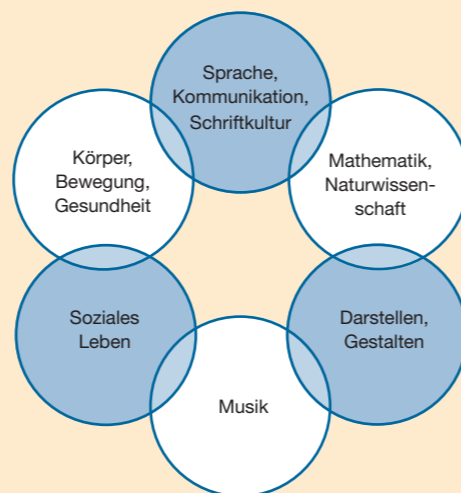 Sprache,
Kommunikation,
Schriftkultur
Körper,
Bewegung,
Gesundheit
Mathematik,
Naturwissen-
schaft
Soziales
Leben
Darstellen,
Gestalten
Musik